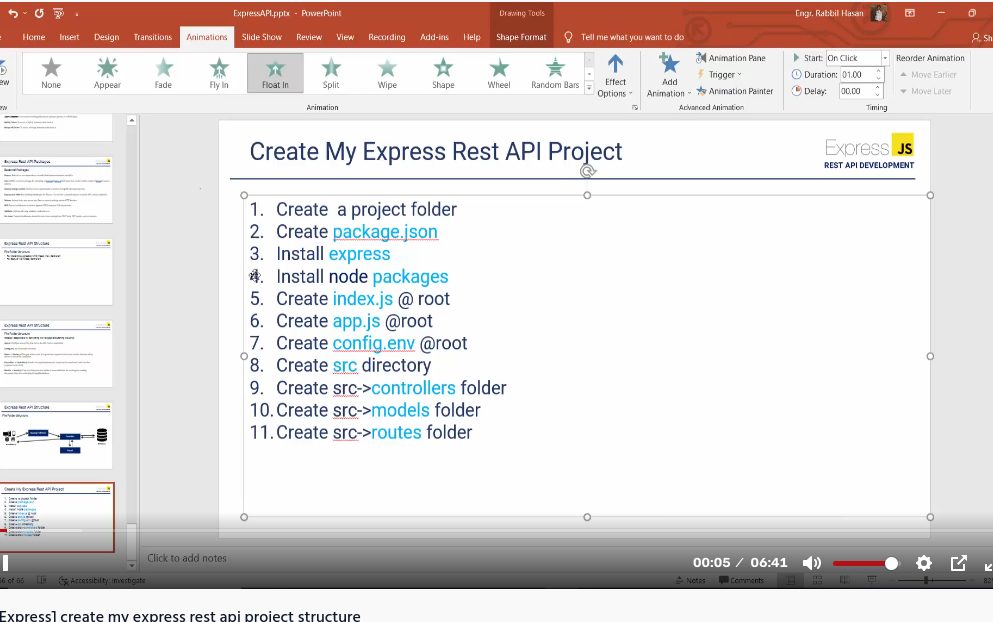 ExpressAPI.pptx - PowerPoint
Drawing Tools
Engr. Rabbil Hasan
Home Insert Design Transitions Animations Slide Show Review View Recording Add-ins Help Shape Format Tell me what you want to do
None Appear Fade Fly In Float In Split Wipe Shape Wheel Random Bars
Effect Options
Add Animation
Animation Pane
Trigger
Animation Painter
Start: On Click
Duration: 01.00
Delay: 00.00
Reorder Animation
Move Earlier
Move Later
Animation
Advanced Animation
Timing
Express REST API Packages
Express Rest API Structure
Express Rest API Structure
Express Rest API Structure
Create My Express Rest API Project
Create My Express Rest API Project
Express JS
REST API DEVELOPMENT
1. Create a project folder
2. Create package.json
3. Install express
4. Install node packages
5. Create index.js @ root
6. Create app.js @root
7. Create config.env @root
8. Create src directory
9. Create src->controllers folder
10. Create src->models folder
11. Create src->routes folder
Click to add notes
00:05 / 06:41
Accessibility: Investigate
Notes
Comments
Express] create my express rest api project structure